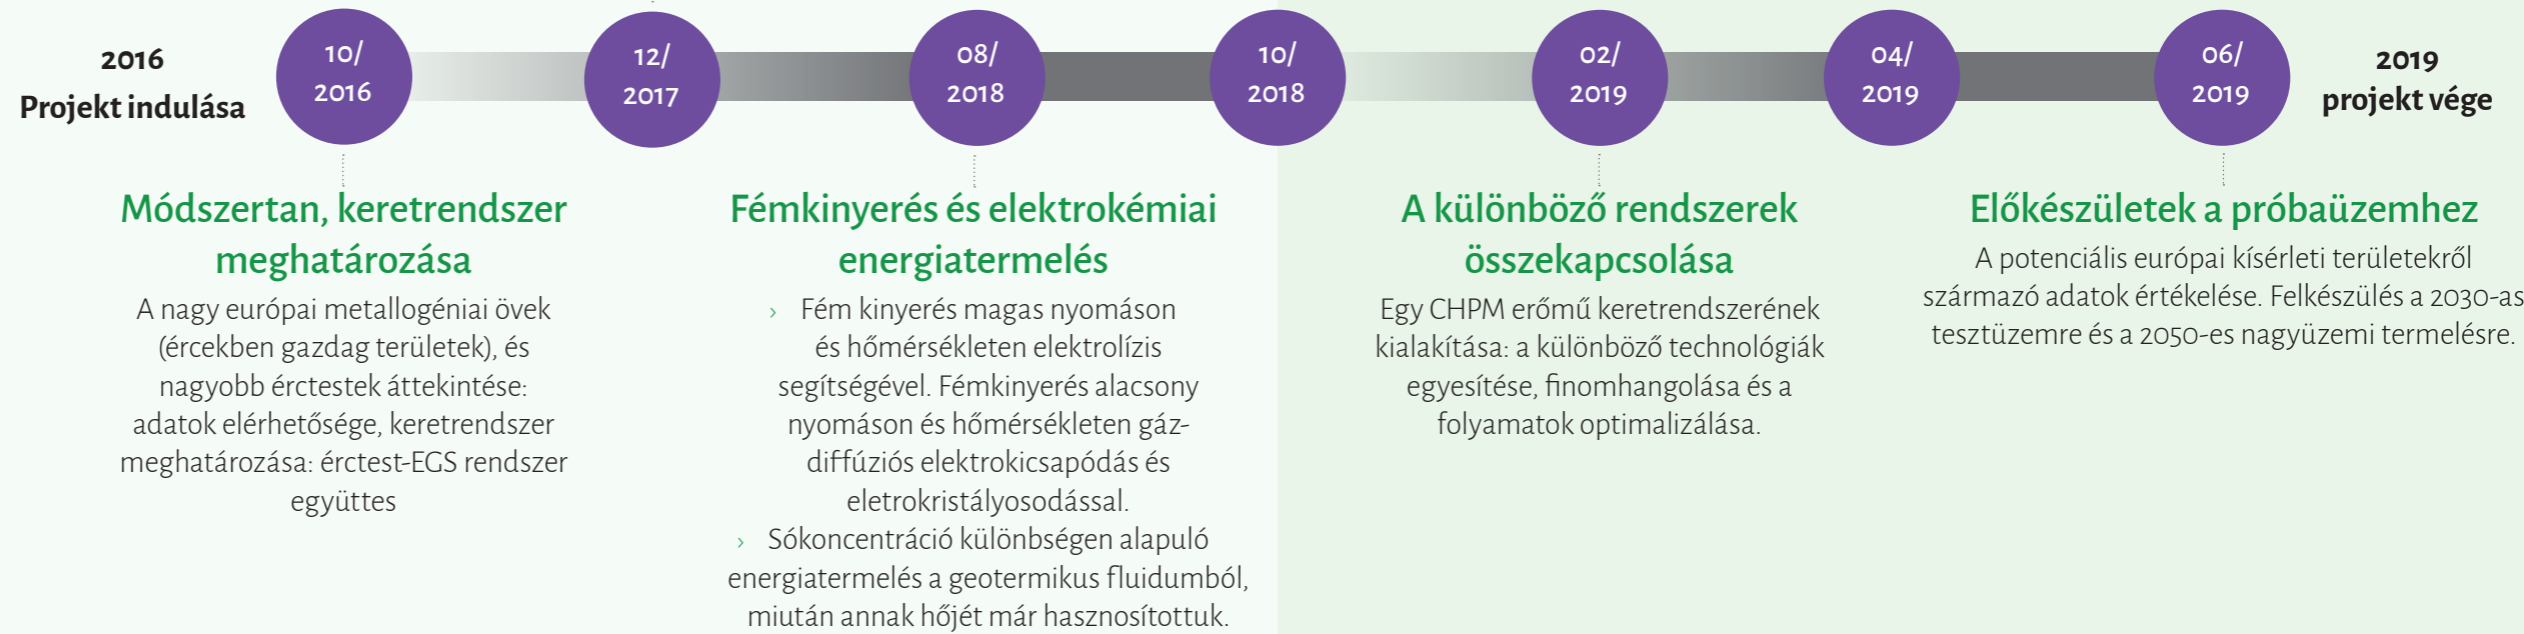 2016
Projekt indulása
10/
2016
12/
2017
08/
2018
10/
2018
02/
2019
04/
2019
06/
2019
2019
projekt vége
Módszertan, keretrendszer
meghatározása
A nagy európai metallogéniai övek
(ércekben gazdag területek), és
nagyobb érctestek áttekintése:
adatok elérhetősége, keretrendszer
meghatározása: érctest-EGS rendszer
együttes
Fémkinyerés és elektrokémiai
energiatermelés
› Fém kinyerés magas nyomáson
és hőmérsékleten elektrolízis
segítségével. Fémkinyerés alacsony
nyomáson és hőmérsékleten gáz-
diffúziós elektrokicsapódás és
eletrokristályosodással.
› Sókoncentráció különbségen alapuló
energiatermelés a geotermikus fluidumból,
miután annak hőjét már hasznosítottuk.
A különböző rendszerek
összekapcsolása
Egy CHPM erőmű keretrendszerének
kialakítása: a különböző technológiák
egyesítése, finomhangolása és a
folyamatok optimalizálása.
Előkészületek a próbaüzemhez
A potenciális európai kísérleti területekről
származó adatok értékelése. Felkészülés a 2030-as
tesztüzemre és a 2050-es nagyüzemi termelésre.